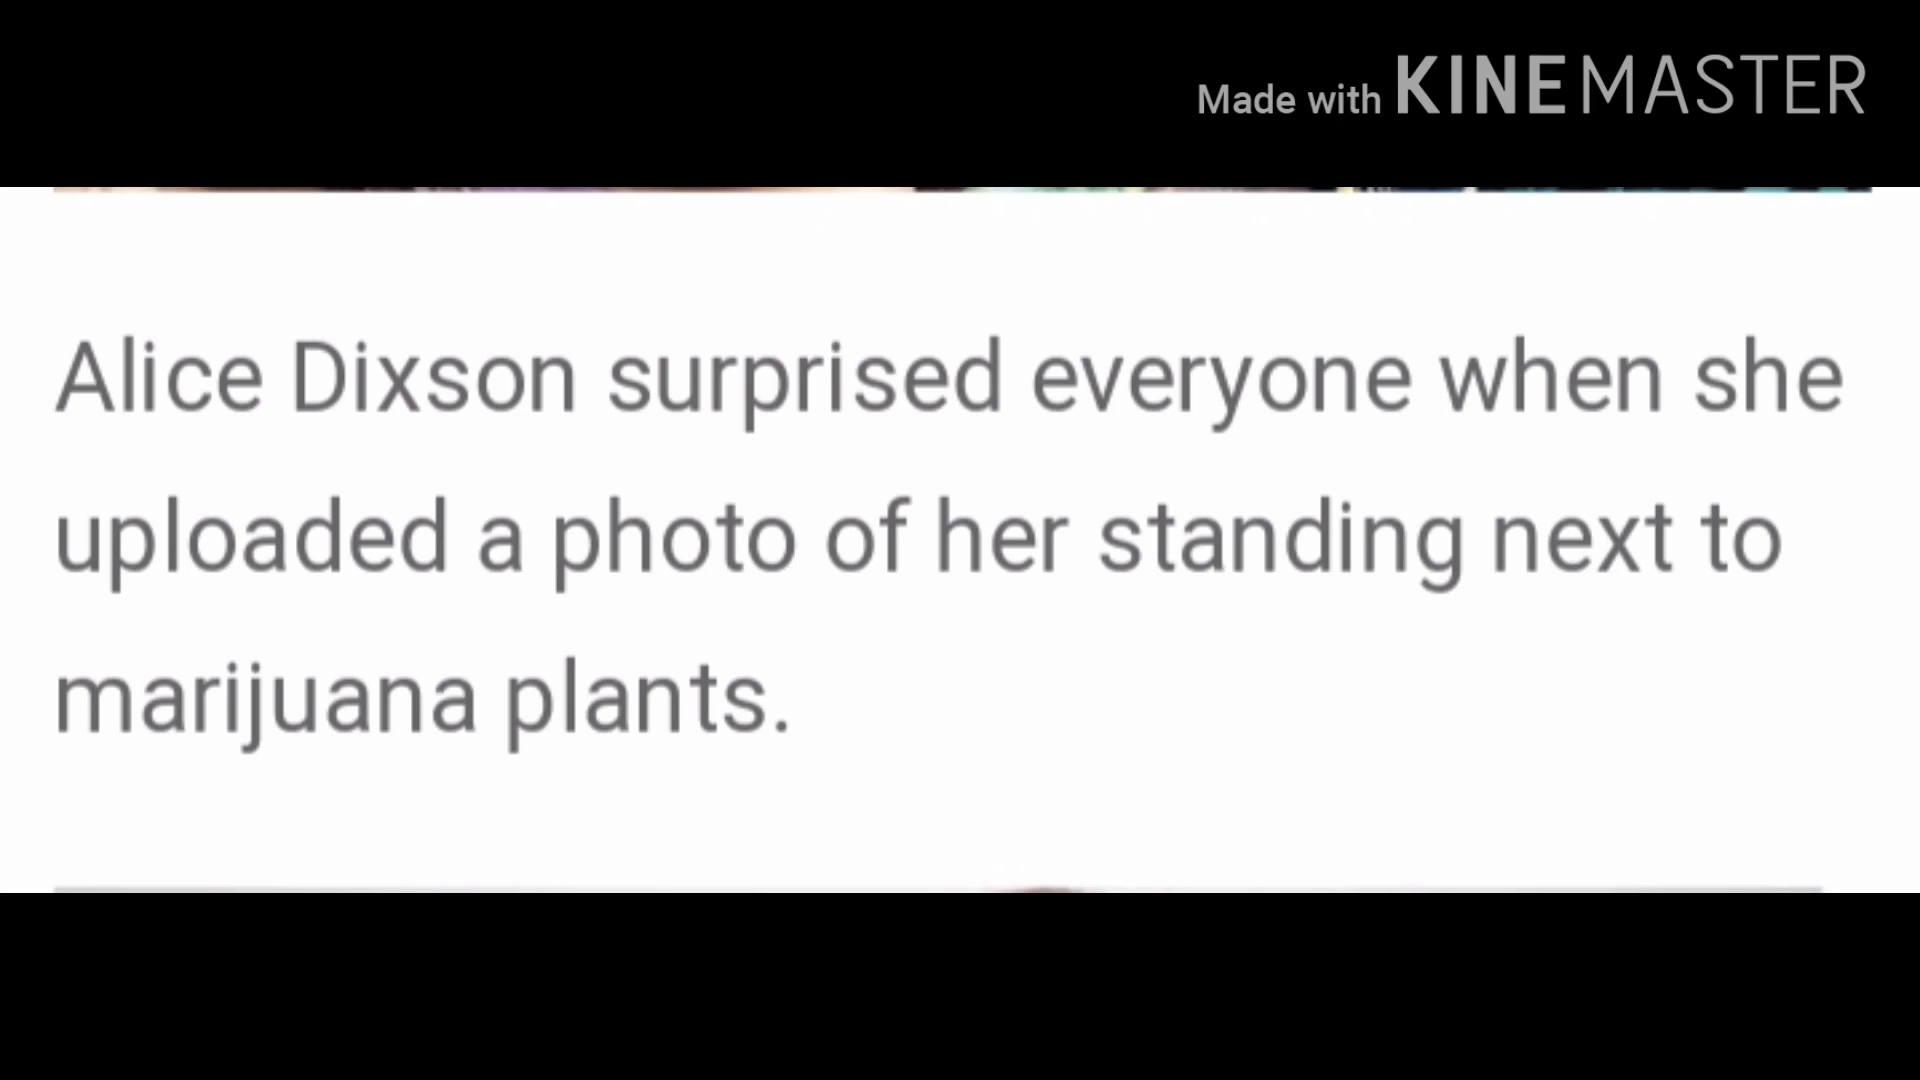 Made with KINEMASTER
Alice Dixson surprised everyone when she
uploaded a photo of her standing next to
marijuana plants.